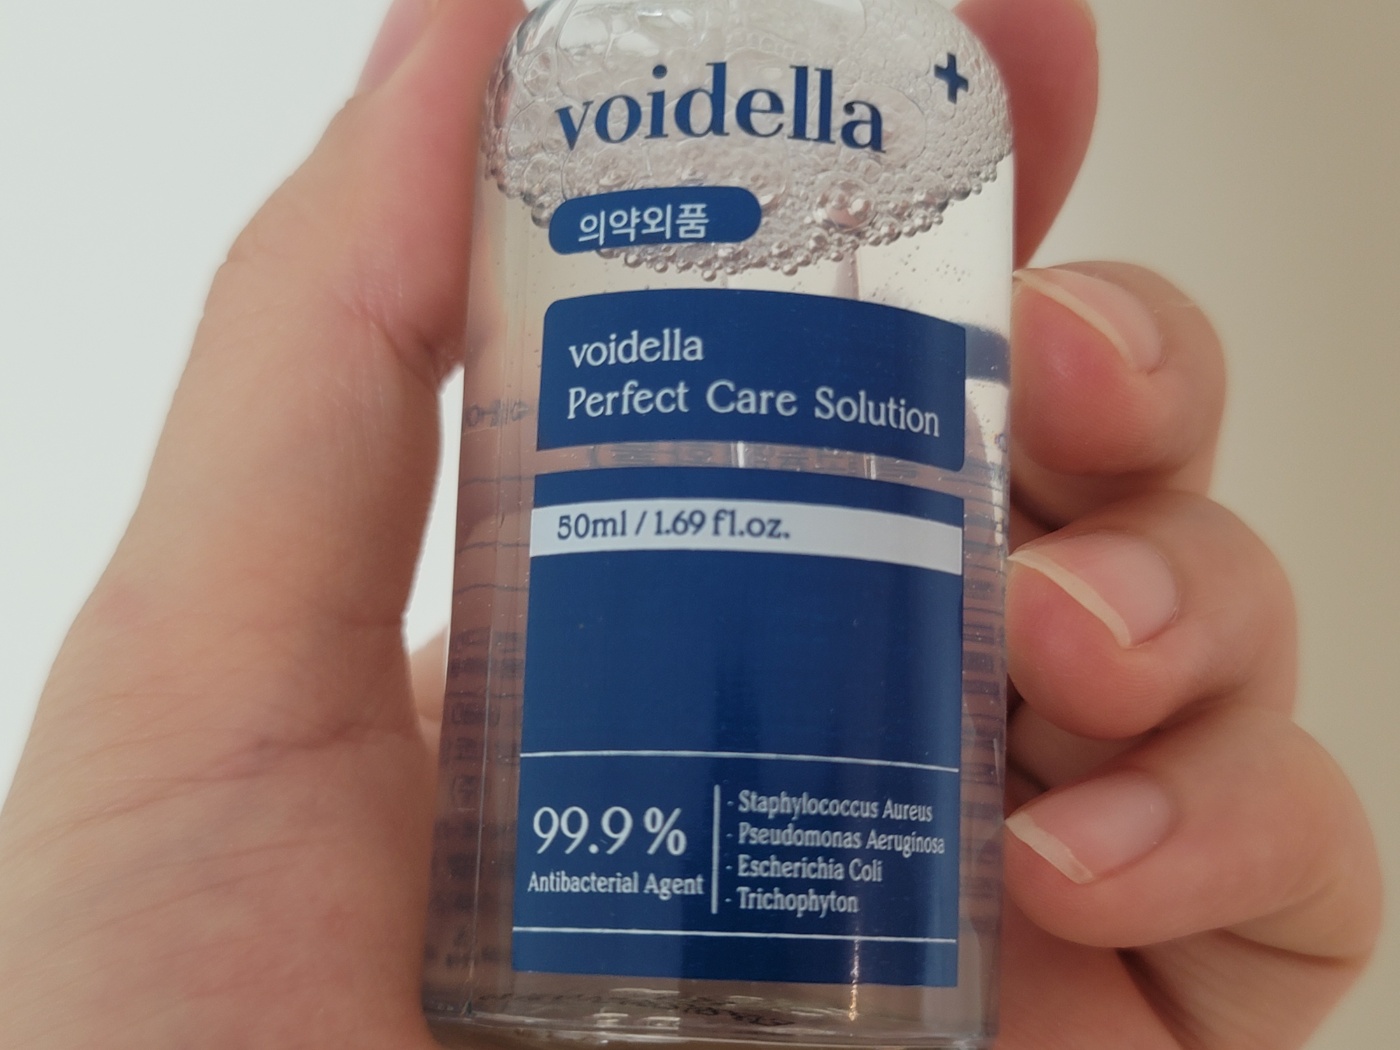 voidella
+
의약외품
voidella
Perfect Care Solution
50ml / 1.69 fl.oz.
99.9 %
Antibacterial Agent
- Staphylococcus Aureus
- Pseudomonas Aeruginosa
- Escherichia Coli
- Trichophyton